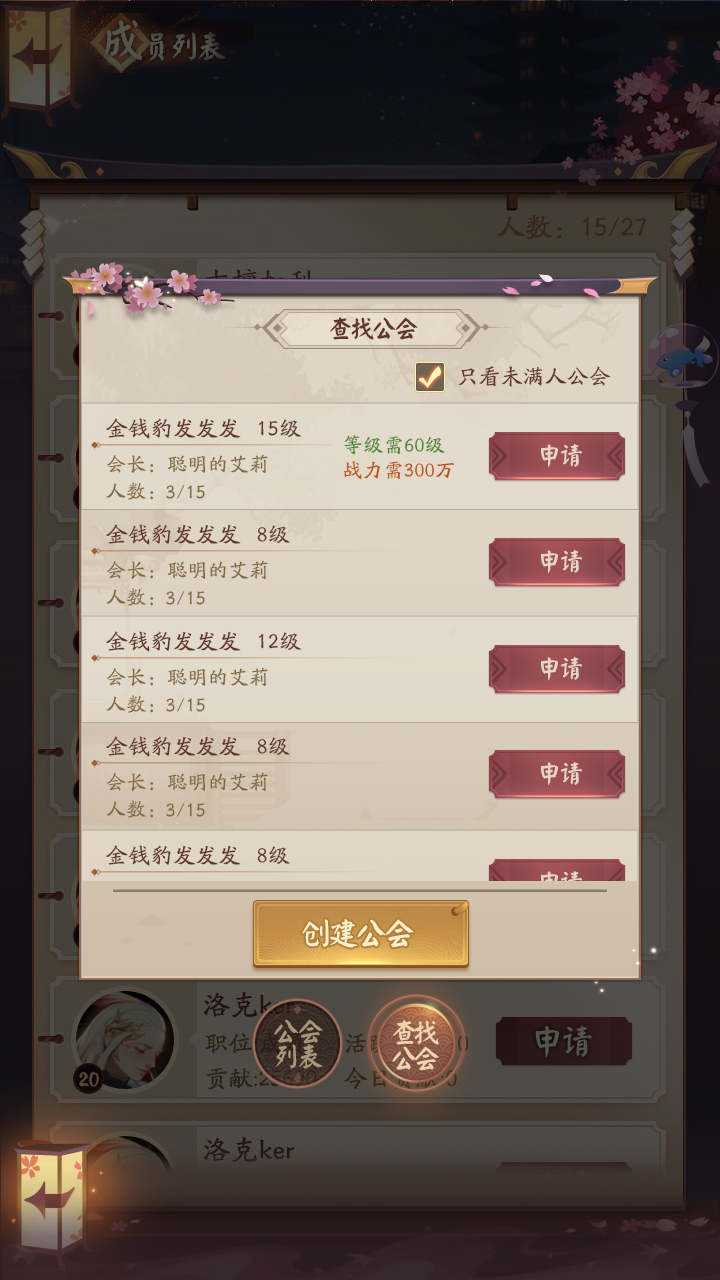 成员列表
人数：15/27
查找公会
只看未满人公会
金钱豹发发发 15级
会长：聪明的艾莉
人数：3/15
等级需60级
战力需300万
申请
金钱豹发发发 8级
会长：聪明的艾莉
人数：3/15
申请
金钱豹发发发 12级
会长：聪明的艾莉
人数：3/15
申请
金钱豹发发发 8级
会长：聪明的艾莉
人数：3/15
申请
金钱豹发发发 8级
申请
创建公会
洛克ker
职位
贡献:
今日贡献:0
20
申请
公会
列表
查找
公会
洛克ker